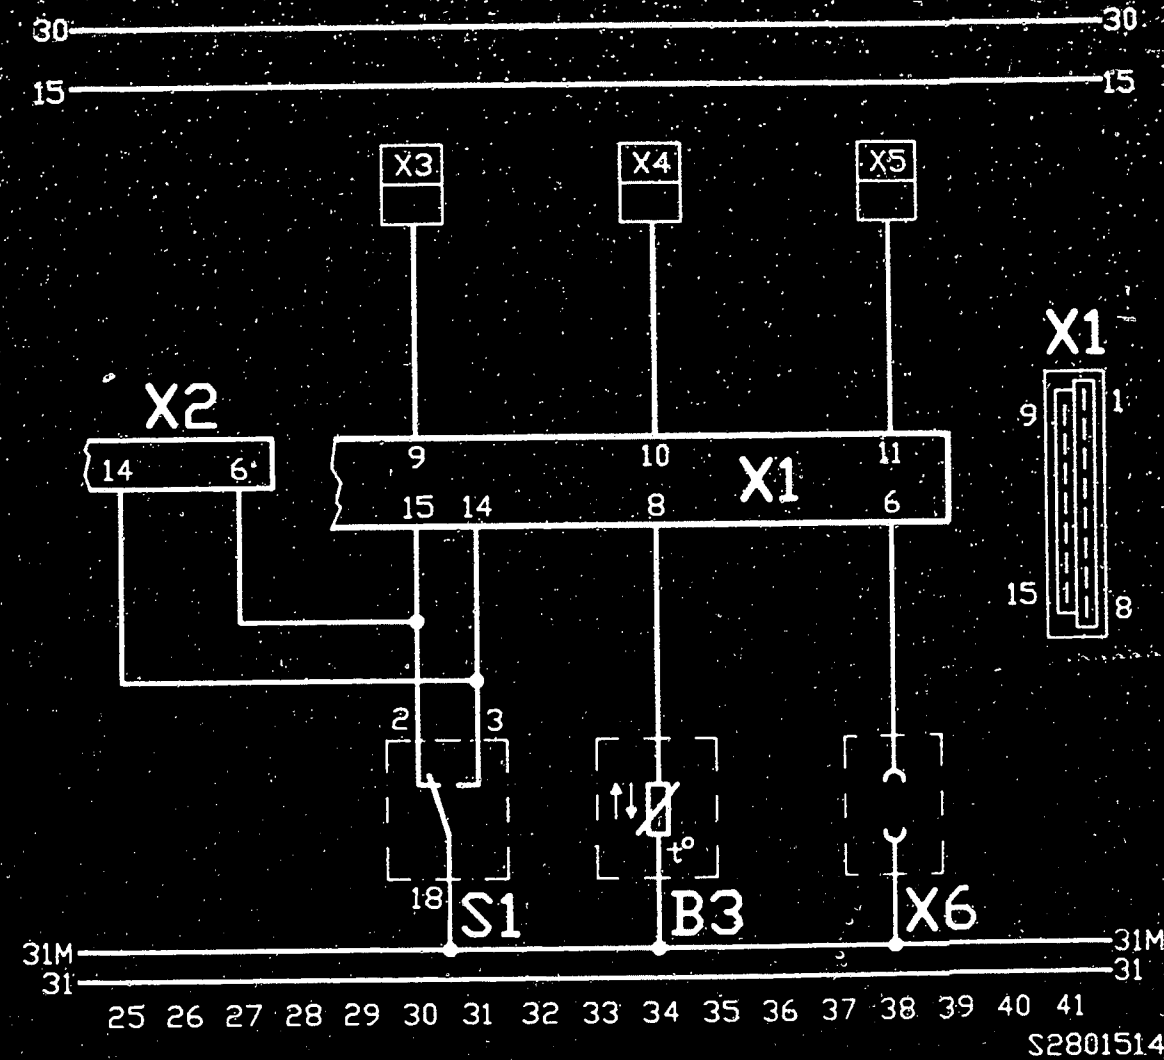 30 30
15 15
X3 X4 X5
X1
X2
9 1
14 6 9 10 11
X1
15 14 8 6
15 8
2 3
t°
18 S1 B3 X6
31M 31M
31 31
25 26 27 28 29 30 31 32 33 34 35 36 37 38 39 40 41
S2801514